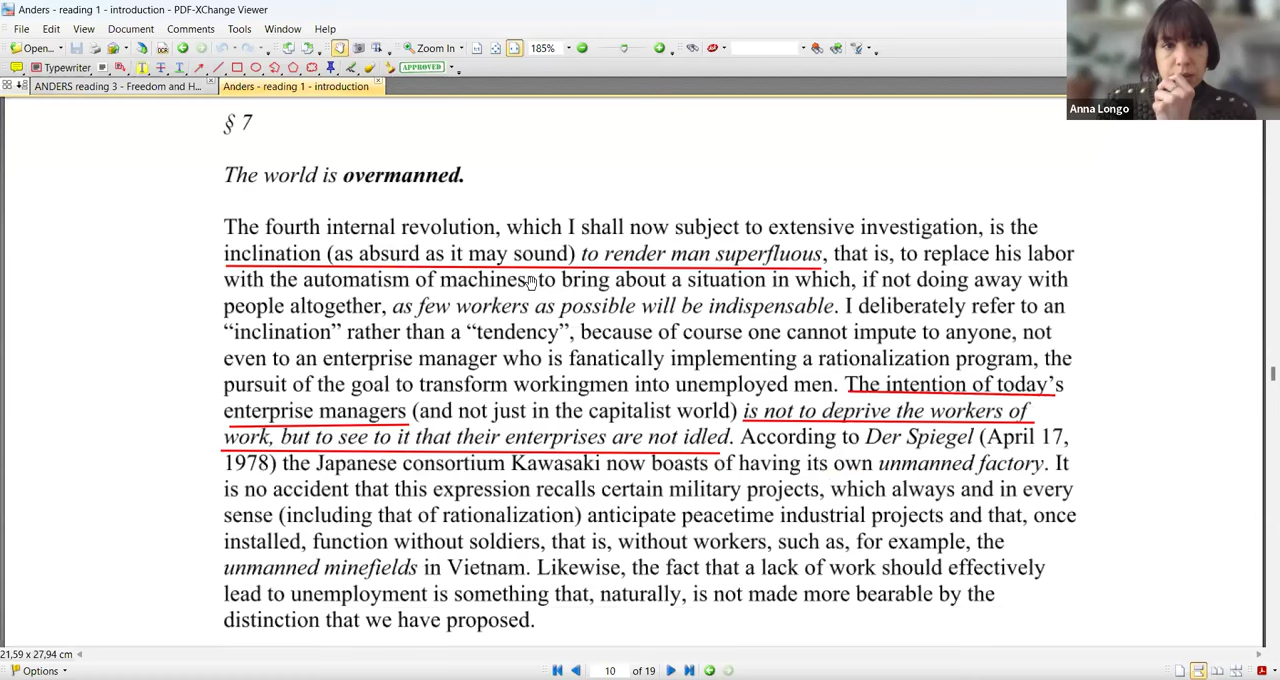 Anders - reading 1 - introduction - PDF-XChange Viewer
File Edit View Document Comments Tools Window Help
Open... Zoom In 185%
Typewriter APPROVED
ANDERS reading 3 - Freedom and H... Anders - reading 1 - introduction
Anna Longo
§ 7
The world is overmanned.
The fourth internal revolution, which I shall now subject to extensive investigation, is the
inclination (as absurd as it may sound) to render man superfluous, that is, to replace his labor
with the automatism of machines to bring about a situation in which, if not doing away with
people altogether, as few workers as possible will be indispensable. I deliberately refer to an
“inclination” rather than a “tendency”, because of course one cannot impute to anyone, not
even to an enterprise manager who is fanatically implementing a rationalization program, the
pursuit of the goal to transform workingmen into unemployed men. The intention of today’s
enterprise managers (and not just in the capitalist world) is not to deprive the workers of
work, but to see to it that their enterprises are not idled. According to Der Spiegel (April 17,
1978) the Japanese consortium Kawasaki now boasts of having its own unmanned factory. It
is no accident that this expression recalls certain military projects, which always and in every
sense (including that of rationalization) anticipate peacetime industrial projects and that, once
installed, function without soldiers, that is, without workers, such as, for example, the
unmanned minefields in Vietnam. Likewise, the fact that a lack of work should effectively
lead to unemployment is something that, naturally, is not made more bearable by the
distinction that we have proposed.
21,59 x 27,94 cm
Options 10 of 19